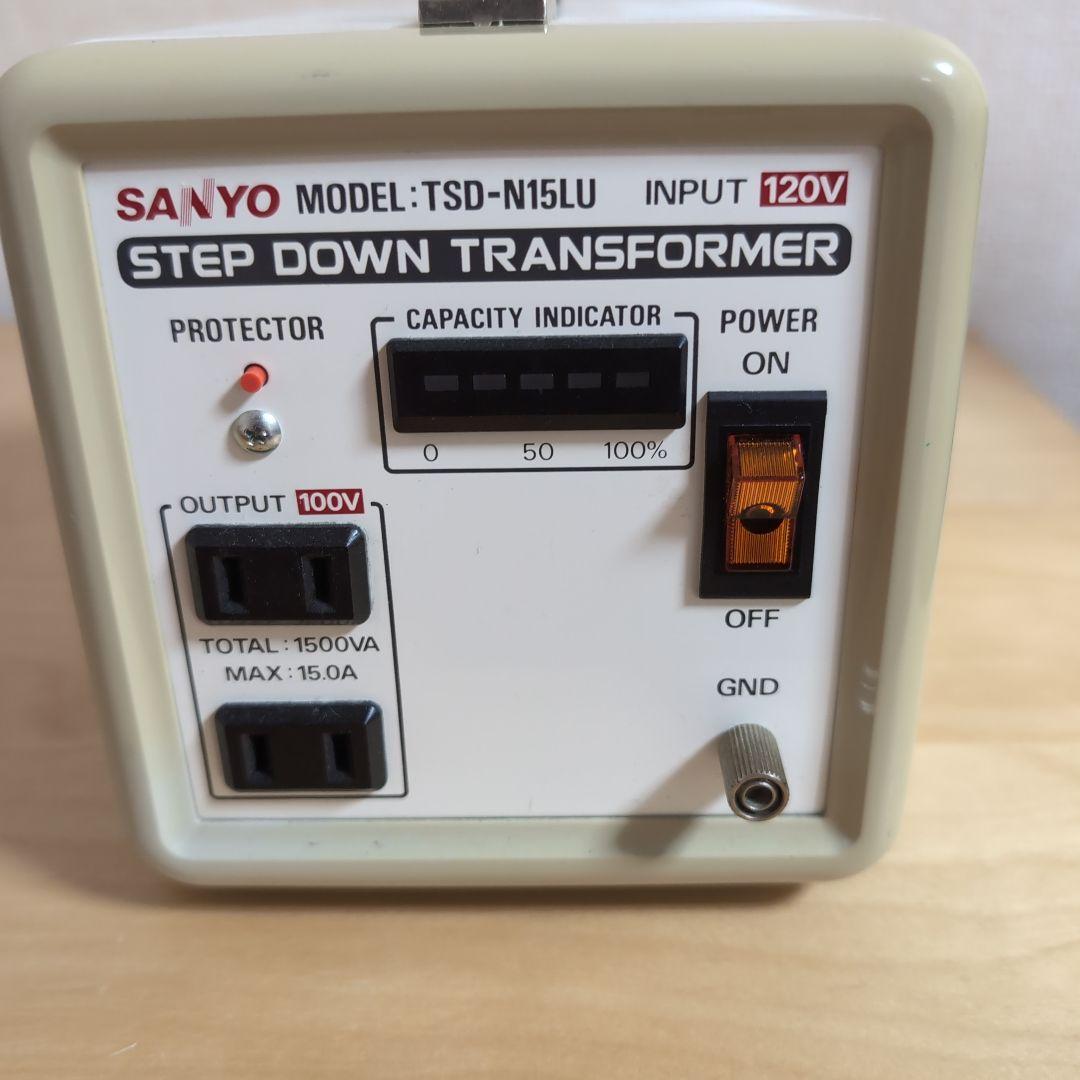 SANYO MODEL:TSD-N15LU INPUT 120V
STEP DOWN TRANSFORMER
PROTECTOR
CAPACITY INDICATOR
0 50 100%
POWER
ON
OFF
OUTPUT 100V
TOTAL:1500VA
MAX:15.0A
GND